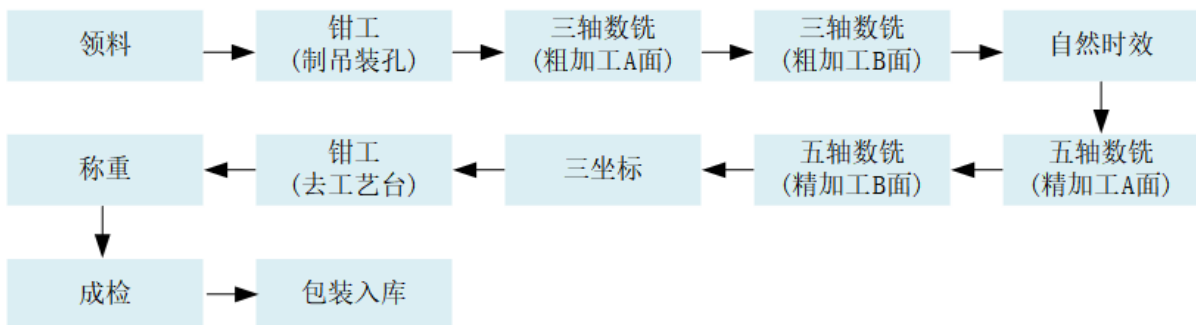 领料
钳工
(制吊装孔)
三轴数铣
(粗加工A面)
三轴数铣
(粗加工B面)
自然时效
五轴数铣
(精加工A面)
五轴数铣
(精加工B面)
三坐标
钳工
(去工艺台)
称重
成检
包装入库